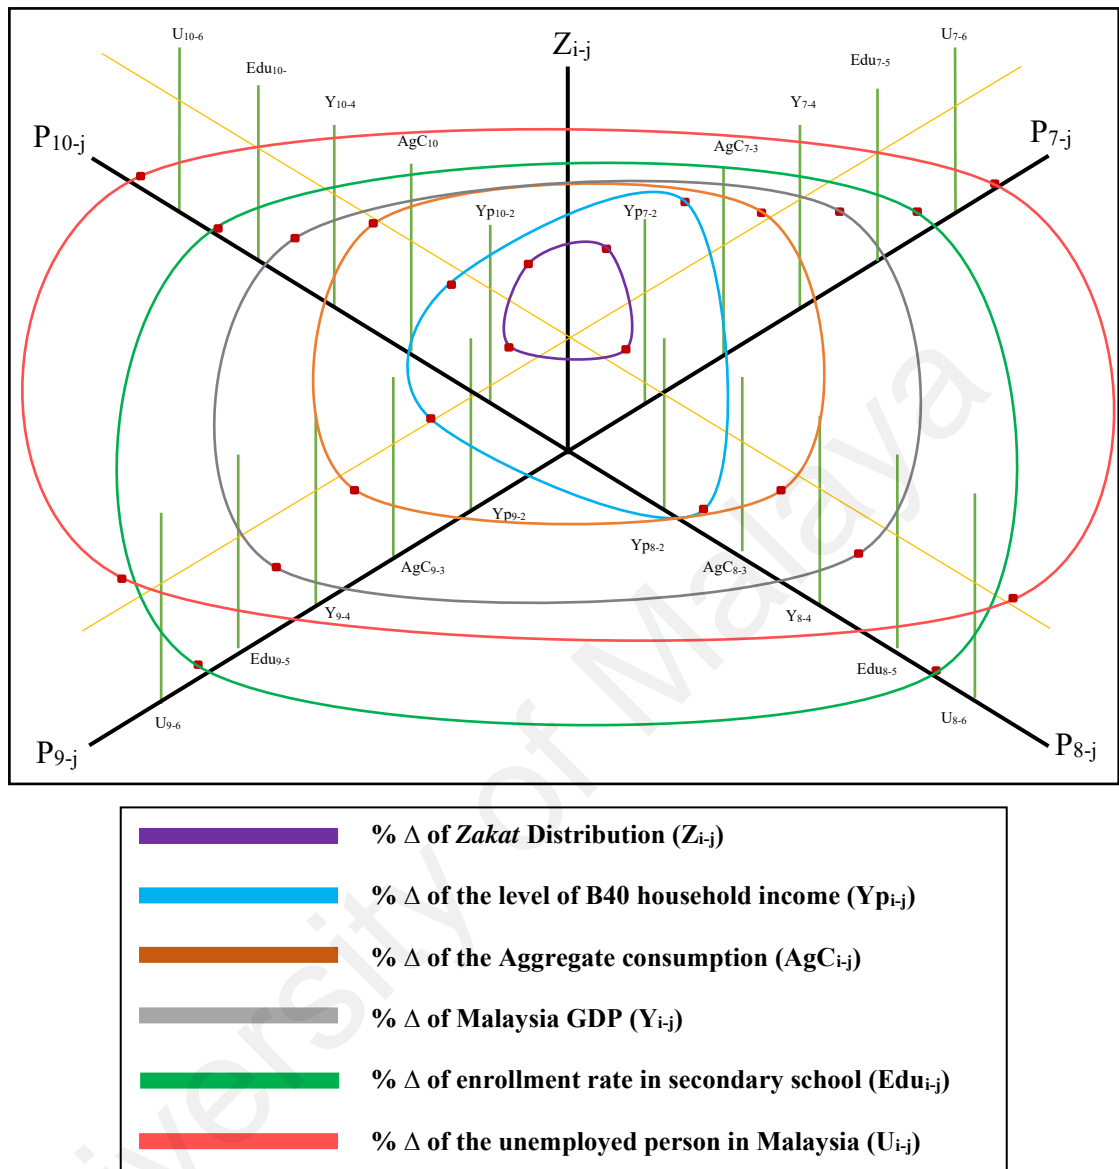 U10-6
Zi-j
U7-6
Edu10-
Edu7-5
Y10-4
Y7-4
P10-j
P7-j
AgC10
AgC7-3
Yp10-2
Yp7-2
Yp9-2
Yp8-2
AgC9-3
AgC8-3
Y9-4
Y8-4
Edu9-5
Edu8-5
U9-6
U8-6
P9-j
P8-j
% Δ of Zakat Distribution (Zi-j)
% Δ of the level of B40 household income (Ypi-j)
% Δ of the Aggregate consumption (AgCi-j)
% Δ of Malaysia GDP (Yi-j)
% Δ of enrollment rate in secondary school (Edui-j)
% Δ of the unemployed person in Malaysia (Ui-j)
University of Malaya